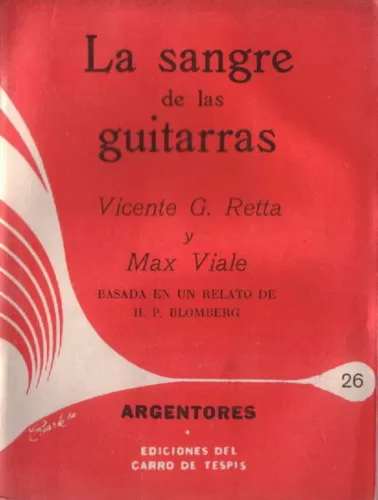 La sangre
de las
guitarras
Vicente G. Retta
y
Max Viale
BASADA EN UN RELATO DE
H. P. BLOMBERG
26
ARGENTORES
EDICIONES DEL
CARRO DE TESPIS